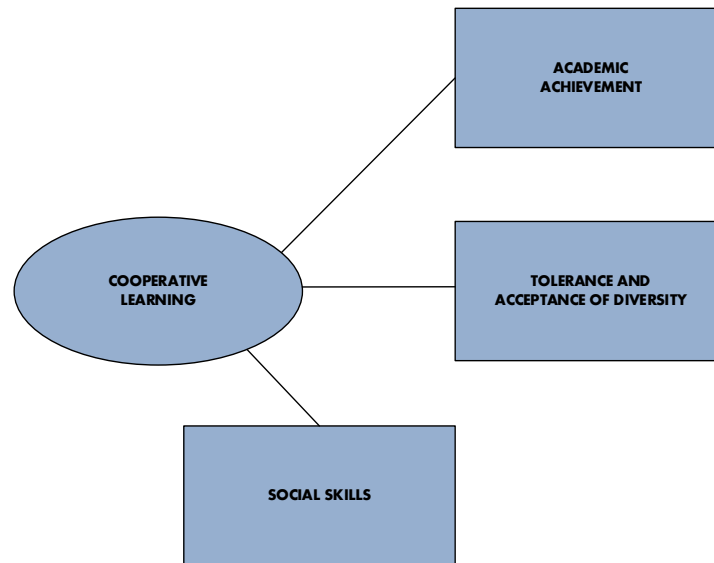 ACADEMIC
ACHIEVEMENT
COOPERATIVE
LEARNING
TOLERANCE AND
ACCEPTANCE OF DIVERSITY
SOCIAL SKILLS